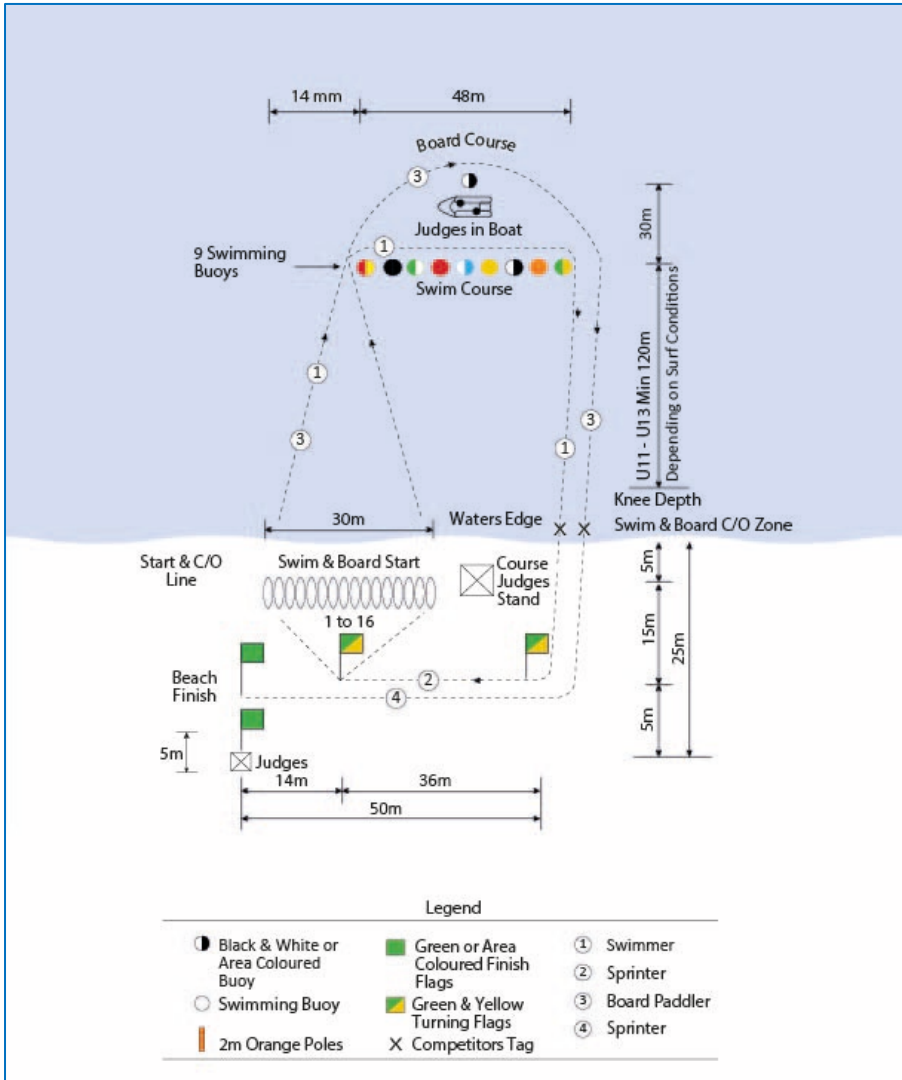 14 mm
48m
Board Course
3
30m
Judges in Boat
1
9 Swimming
Buoys
Swim Course
1
3
1
3
U11 - U13 Min 120m
Depending on Surf Conditions
Knee Depth
30m
Waters Edge
Swim & Board C/O Zone
Start & C/O
Line
Swim & Board Start
Course
Judges
Stand
1 to 16
5m
15m
25m
5m
2
4
Beach
Finish
5m
Judges
14m
36m
50m
Legend
Black & White or
Area Coloured
Buoy
Swimming Buoy
2m Orange Poles
Green or Area
Coloured Finish
Flags
Green & Yellow
Turning Flags
X Competitors Tag
1 Swimmer
2 Sprinter
3 Board Paddler
4 Sprinter